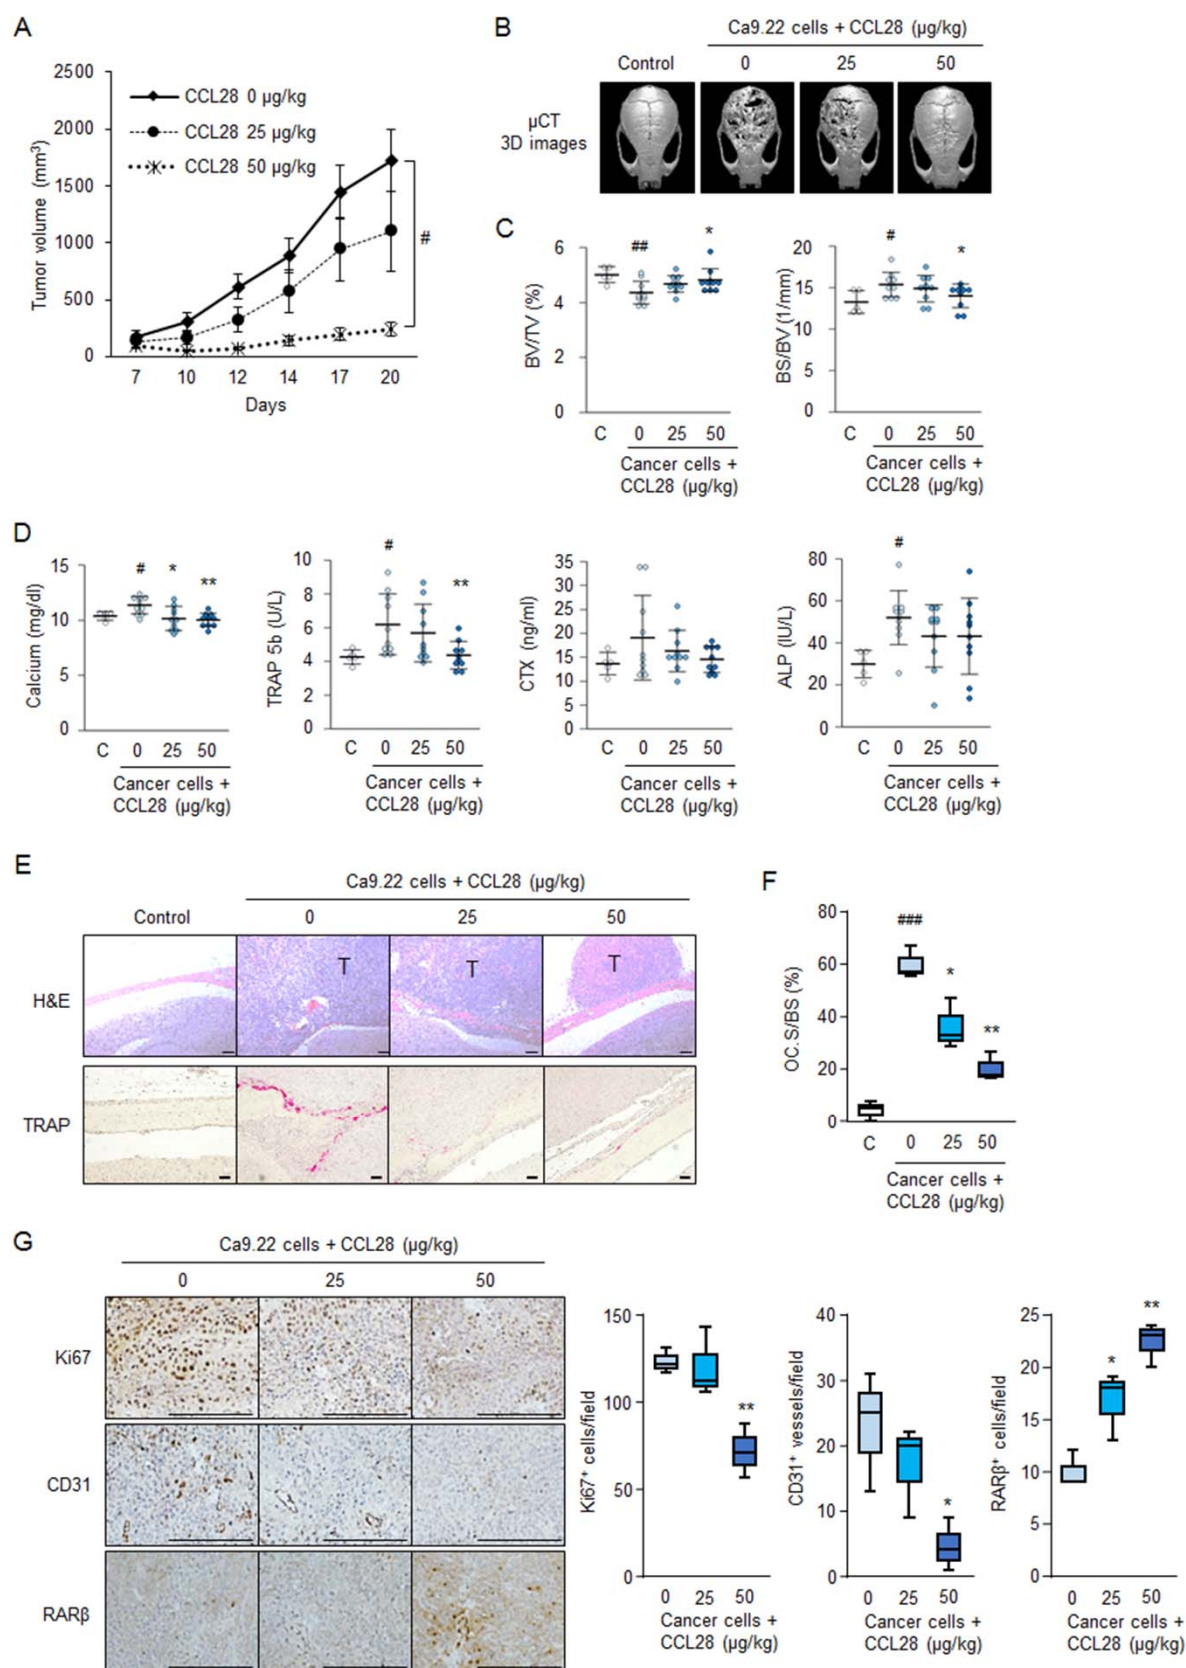 A
2500
2000
1500
1000
500
0
Tumor volume (mm³)
CCL28 0 µg/kg
CCL28 25 µg/kg
CCL28 50 µg/kg
#
7 10 12 14 17 20
Days
B
Ca9.22 cells + CCL28 (µg/kg)
Control 0 25 50
µCT
3D images
C
6
4
2
0
BV/TV (%)
## *
C 0 25 50
Cancer cells +
CCL28 (µg/kg)
20
15
10
5
0
BS/BV (1/mm)
# *
C 0 25 50
Cancer cells +
CCL28 (µg/kg)
D
15
10
5
0
Calcium (mg/dl)
# * **
C 0 25 50
Cancer cells +
CCL28 (µg/kg)
10
8
6
4
2
0
TRAP 5b (U/L)
# **
C 0 25 50
Cancer cells +
CCL28 (µg/kg)
35
30
25
20
15
10
5
0
CTX (ng/ml)
C 0 25 50
Cancer cells +
CCL28 (µg/kg)
80
60
40
20
0
ALP (IU/L)
#
C 0 25 50
Cancer cells +
CCL28 (µg/kg)
E
Ca9.22 cells + CCL28 (µg/kg)
Control 0 25 50
H&E
T T T
TRAP
F
80
60
40
20
0
OC.S/BS (%)
### * **
C 0 25 50
Cancer cells +
CCL28 (µg/kg)
G
Ca9.22 cells + CCL28 (µg/kg)
0 25 50
Ki67
CD31
RARβ
150
100
50
0
Ki67⁺ cells/field
**
0 25 50
Cancer cells +
CCL28 (µg/kg)
40
30
20
10
0
CD31⁺ vessels/field
*
0 25 50
Cancer cells +
CCL28 (µg/kg)
25
20
15
10
5
0
RARβ⁺ cells/field
* **
0 25 50
Cancer cells +
CCL28 (µg/kg)